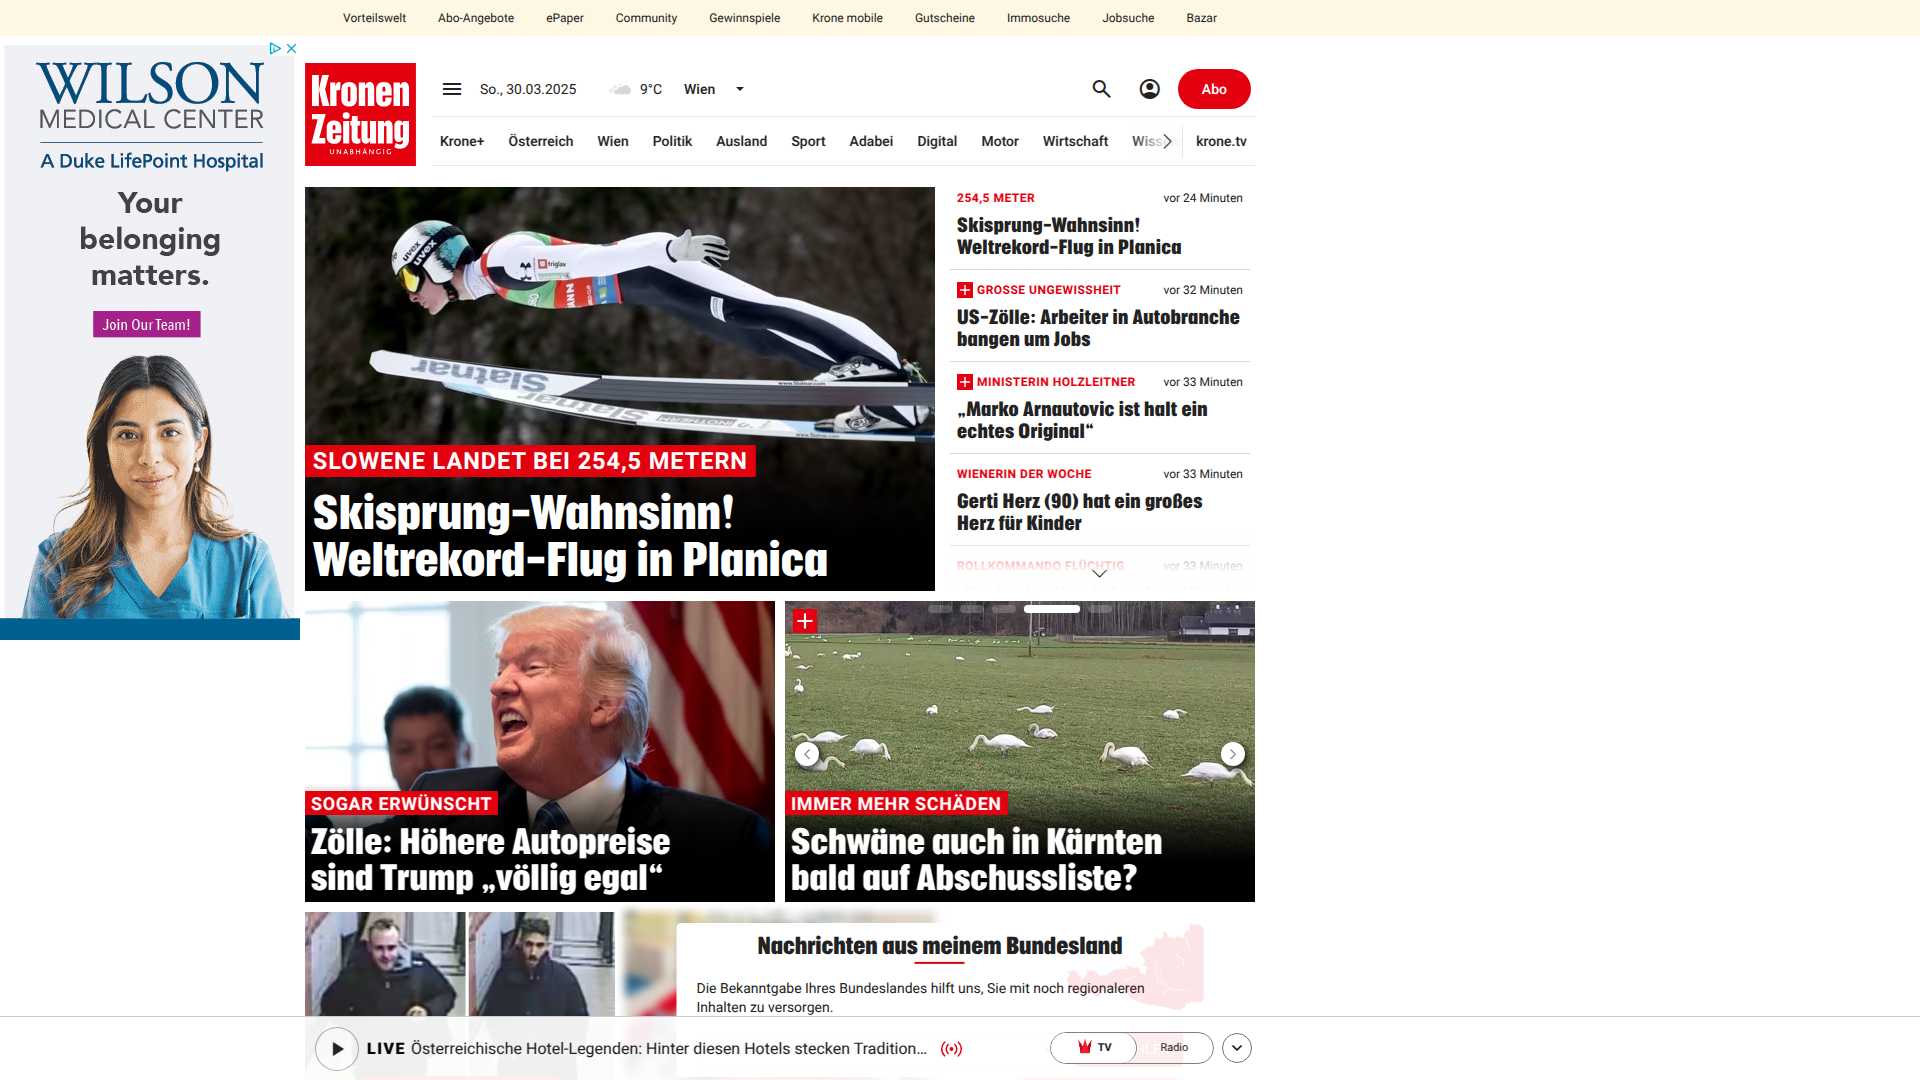 Vorteilswelt Abo-Angebote ePaper Community Gewinnspiele Krone mobile Gutscheine Immosuche Jobsuche Bazar
WILSON
MEDICAL CENTER
A Duke LifePoint Hospital
Your
belonging
matters.
Join Our Team!
Kronen
Zeitung
UNABHÄNGIG
So., 30.03.2025 9°C Wien
Abo
Krone+ Österreich Wien Politik Ausland Sport Adabei Digital Motor Wirtschaft Wiss krone.tv
uvex
uvex
triglav
Slatnar
Slatnar
www.Slatnar.com
SLOWENE LANDET BEI 254,5 METERN
Skisprung-Wahnsinn!
Weltrekord-Flug in Planica
254,5 METER vor 24 Minuten
Skisprung-Wahnsinn!
Weltrekord-Flug in Planica
GROSSE UNGEWISSHEIT vor 32 Minuten
US-Zölle: Arbeiter in Autobranche
bangen um Jobs
MINISTERIN HOLZLEITNER vor 33 Minuten
„Marko Arnautovic ist halt ein
echtes Original“
WIENERIN DER WOCHE vor 33 Minuten
Gerti Herz (90) hat ein großes
Herz für Kinder
ROLLKOMMANDO FLÜCHTIG vor 33 Minuten
SOGAR ERWÜNSCHT
Zölle: Höhere Autopreise
sind Trump „völlig egal“
IMMER MEHR SCHÄDEN
Schwäne auch in Kärnten
bald auf Abschussliste?
Nachrichten aus meinem Bundesland
Die Bekanntgabe Ihres Bundeslandes hilft uns, Sie mit noch regionaleren
Inhalten zu versorgen.
LIVE Österreichische Hotel-Legenden: Hinter diesen Hotels stecken Tradition...
TV Radio